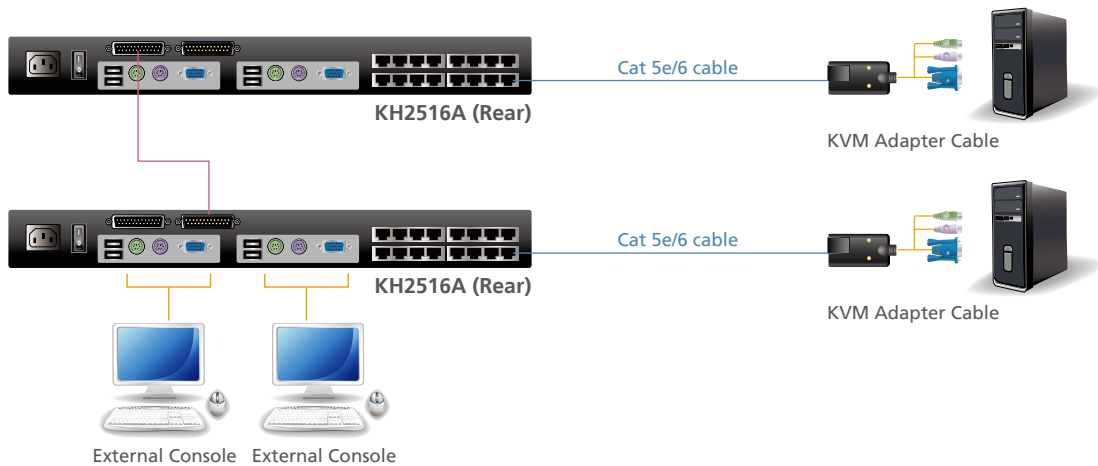 Cat 5e/6 cable
KH2516A (Rear)
KVM Adapter Cable
Cat 5e/6 cable
KH2516A (Rear)
KVM Adapter Cable
External Console External Console